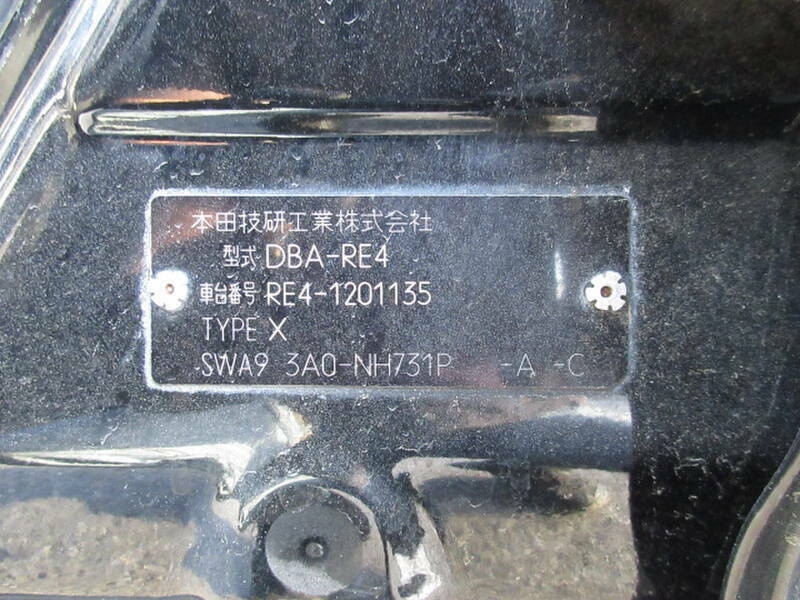 本田技研工業株式会社
型式 DBA-RE4
車台番号 RE4-1201135
TYPE X
SWA9 3A0-NH731P -A -C